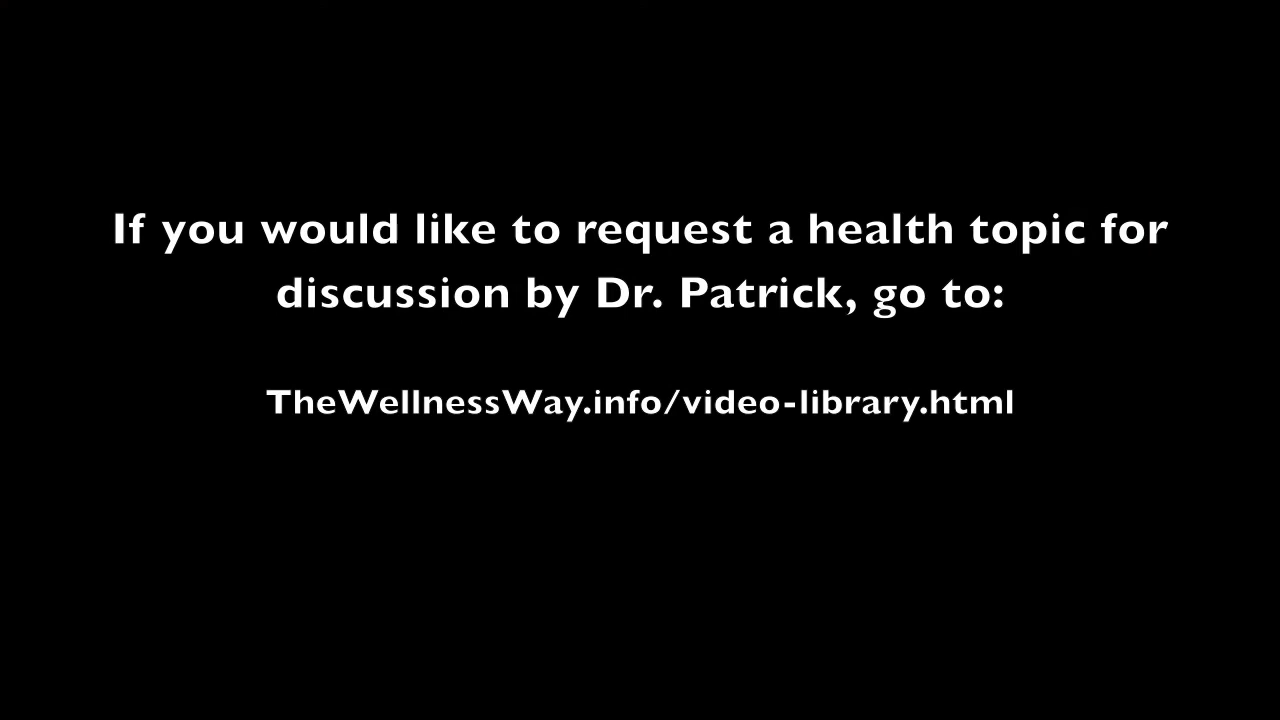 If you would like to request a health topic for
discussion by Dr. Patrick, go to:
TheWellnessWay.info/video-library.html